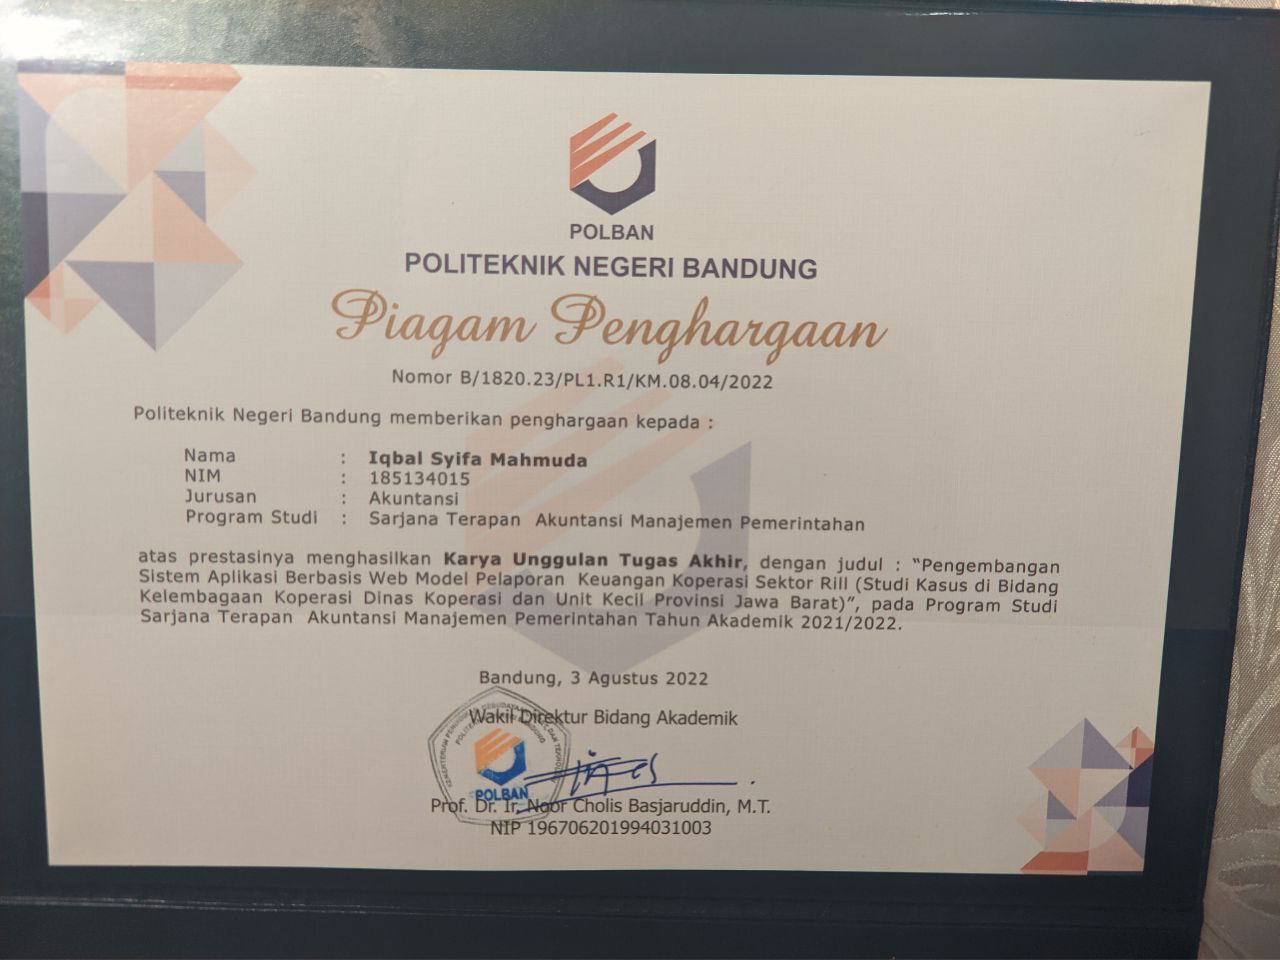 POLBAN
POLITEKNIK NEGERI BANDUNG
Piagam Penghargaan
Nomor B/1820.23/PL1.R1/KM.08.04/2022
Politeknik Negeri Bandung memberikan penghargaan kepada :
Nama : Iqbal Syifa Mahmuda
NIM : 185134015
Jurusan : Akuntansi
Program Studi : Sarjana Terapan Akuntansi Manajemen Pemerintahan
atas prestasinya menghasilkan Karya Unggulan Tugas Akhir, dengan judul : “Pengembangan
Sistem Aplikasi Berbasis Web Model Pelaporan Keuangan Koperasi Sektor Rill (Studi Kasus di Bidang
Kelembagaan Koperasi Dinas Koperasi dan Unit Kecil Provinsi Jawa Barat)”, pada Program Studi
Sarjana Terapan Akuntansi Manajemen Pemerintahan Tahun Akademik 2021/2022.
Bandung, 3 Agustus 2022
Wakil Direktur Bidang Akademik
POLBAN
Prof. Dr. Ir. Noor Cholis Basjaruddin, M.T.
NIP 196706201994031003